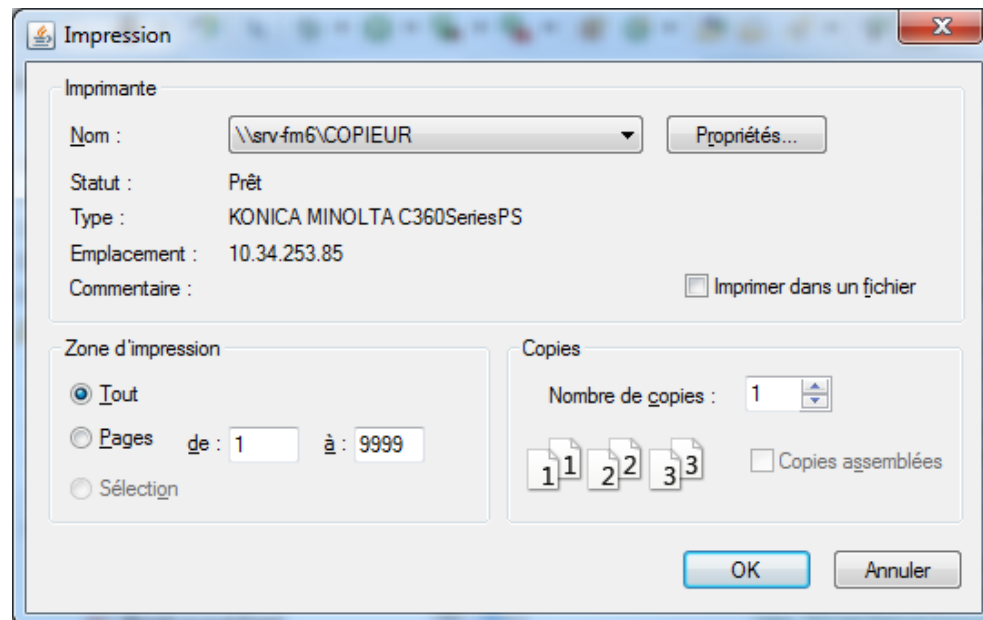 Impression
X
Imprimante
Nom :
\\srv-fm6\COPIEUR
Propriétés...
Statut :
Prêt
Type :
KONICA MINOLTA C360SeriesPS
Emplacement :
10.34.253.85
Commentaire :
Imprimer dans un fichier
Zone d'impression
Tout
Pages de : 1 à : 9999
Sélection
Copies
Nombre de copies : 1
1 1 2 2 3 3
Copies assemblées
OK
Annuler